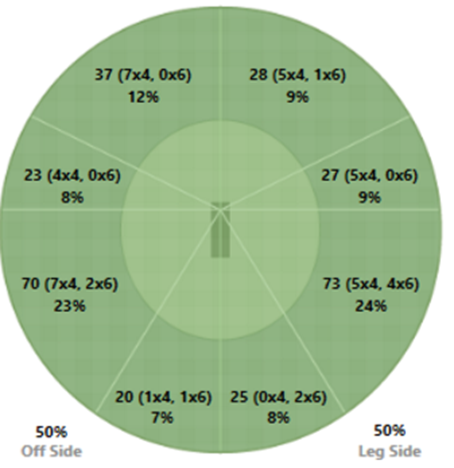 37 (7x4, 0x6)
12%
28 (5x4, 1x6)
9%
23 (4x4, 0x6)
8%
27 (5x4, 0x6)
9%
70 (7x4, 2x6)
23%
73 (5x4, 4x6)
24%
20 (1x4, 1x6)
7%
25 (0x4, 2x6)
8%
50%
Off Side
50%
Leg Side